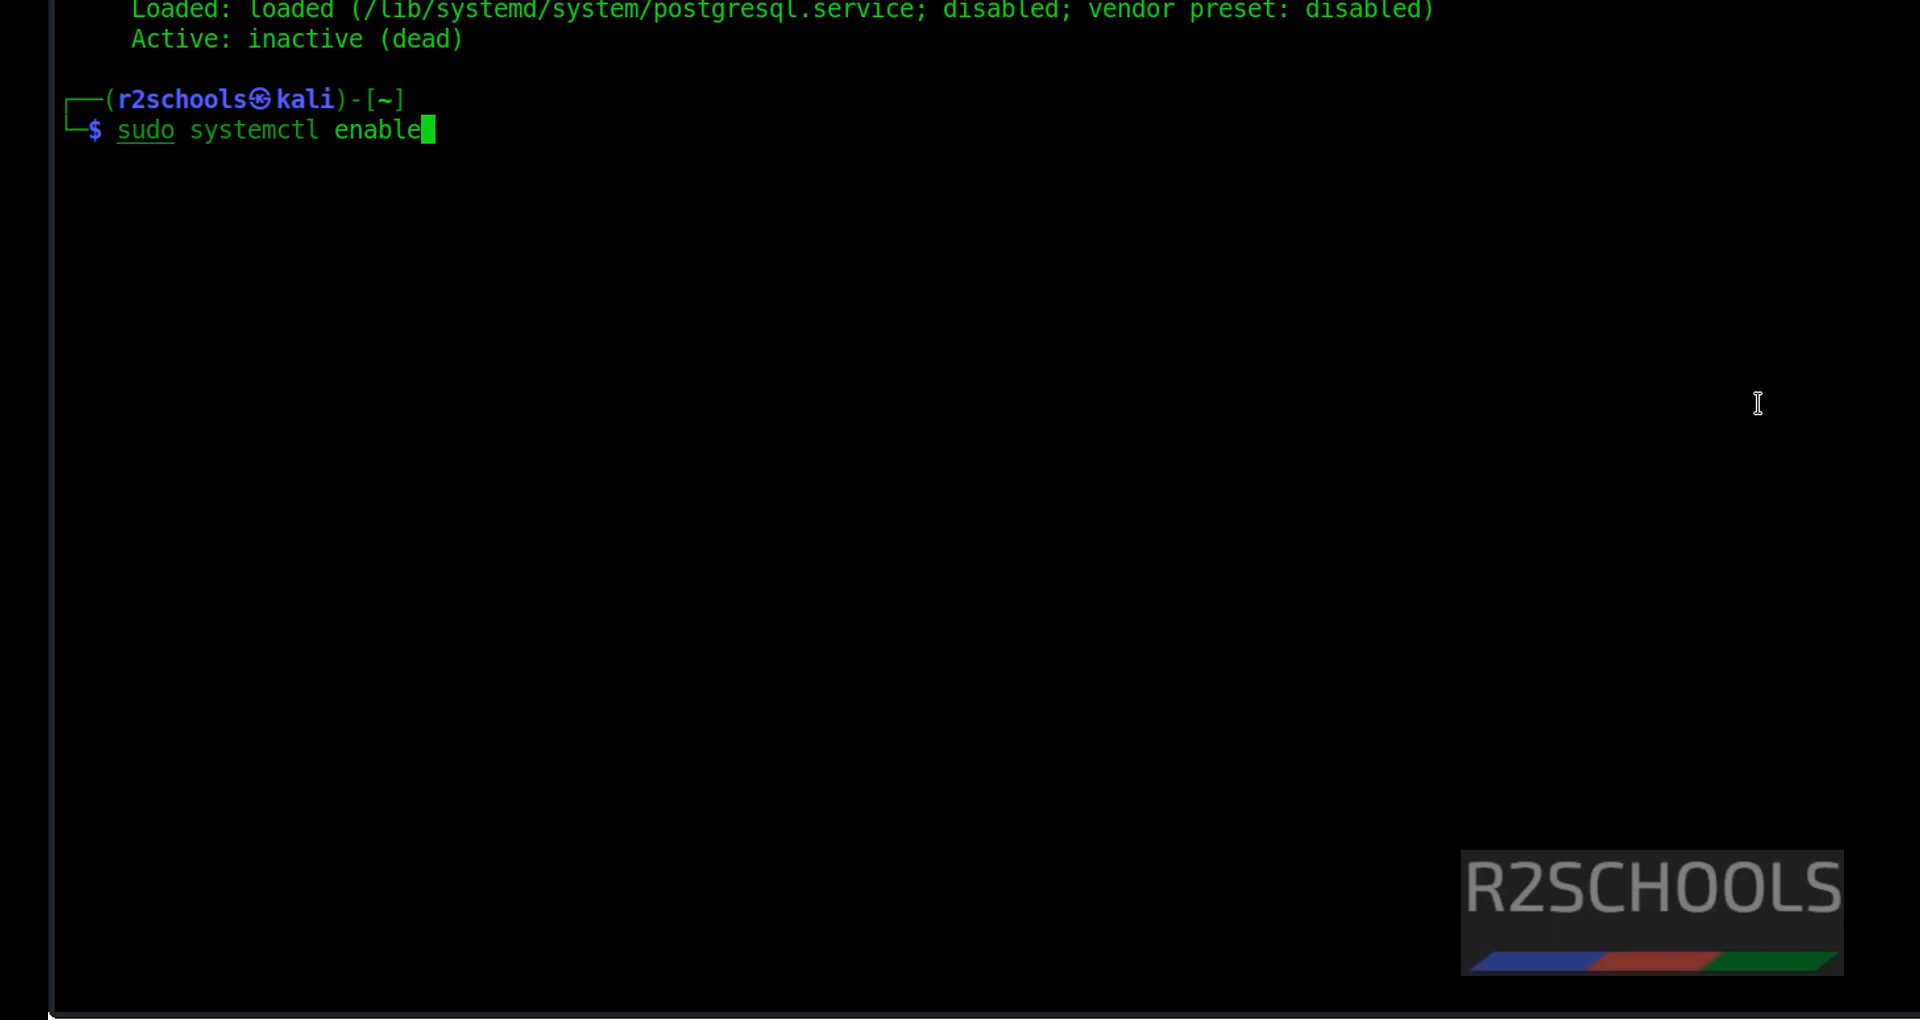 Loaded: loaded (/lib/systemd/system/postgresql.service; disabled; vendor preset: disabled)
Active: inactive (dead)
┌──(r2schools㉿kali)-[~]
└─$ sudo systemctl enable
R2SCHOOLS